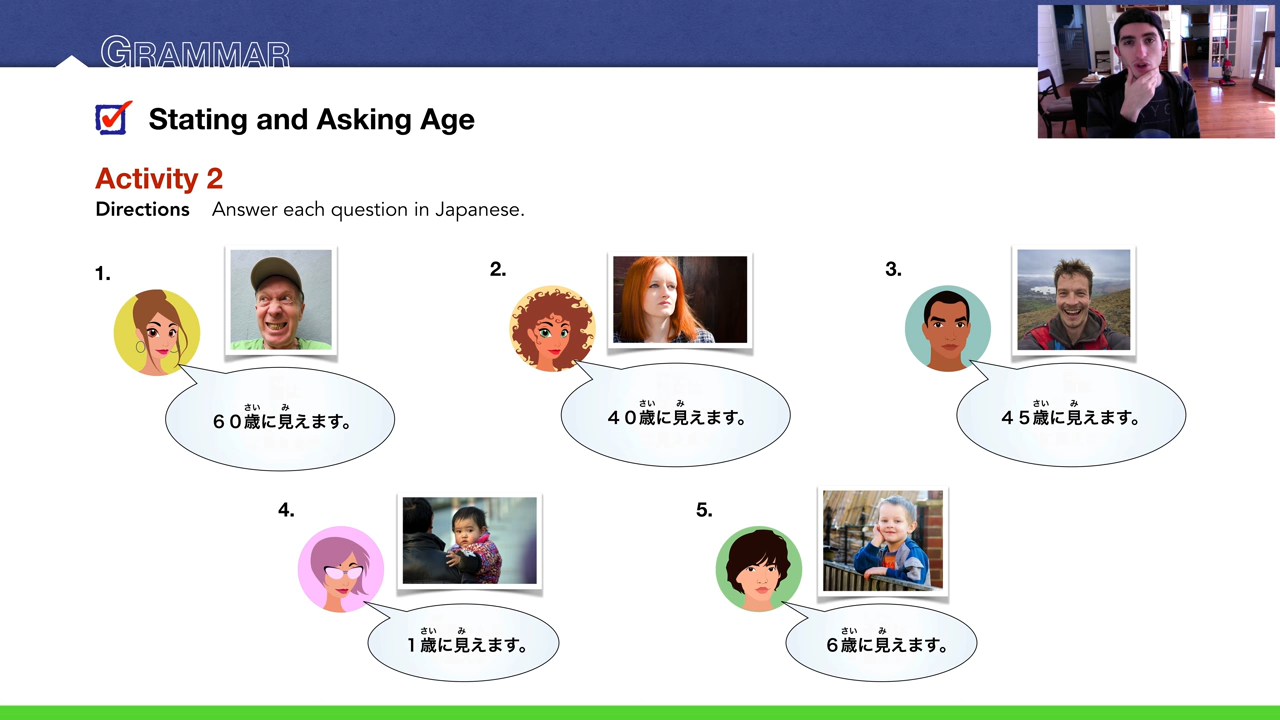 GRAMMAR
Stating and Asking Age
Activity 2
Directions Answer each question in Japanese.
1.
2.
3.
さい み
60歳に見えます。
さい み
40歳に見えます。
さい み
45歳に見えます。
4.
5.
さい み
1歳に見えます。
さい み
6歳に見えます。